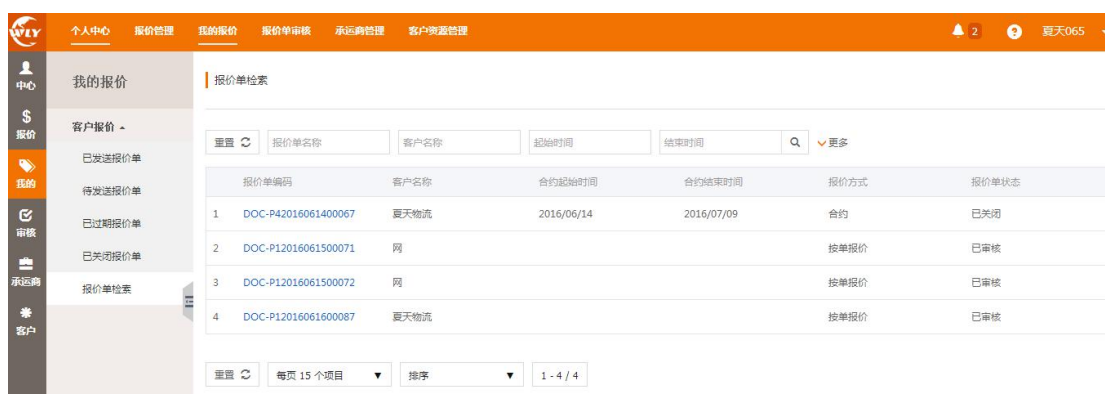 WLY 个人中心 报价管理 我的报价 报价单审核 承运商管理 客户资源管理 2 ? 夏天065
中心
$
报价
我的
审核
承运商
客户
我的报价
客户报价
已发送报价单
待发送报价单
已过期报价单
已关闭报价单
报价单检索
报价单检索
重置 报价单名称 客户名称 起始时间 结束时间 更多
报价单编码 客户名称 合约起始时间 合约结束时间 报价方式 报价单状态
1 DOC-P42016061400067 夏天物流 2016/06/14 2016/07/09 合约 已关闭
2 DOC-P12016061500071 网 按单报价 已审核
3 DOC-P12016061500072 网 按单报价 已审核
4 DOC-P12016061600087 夏天物流 按单报价 已审核
重置 每页 15 个项目 排序 1 - 4 / 4